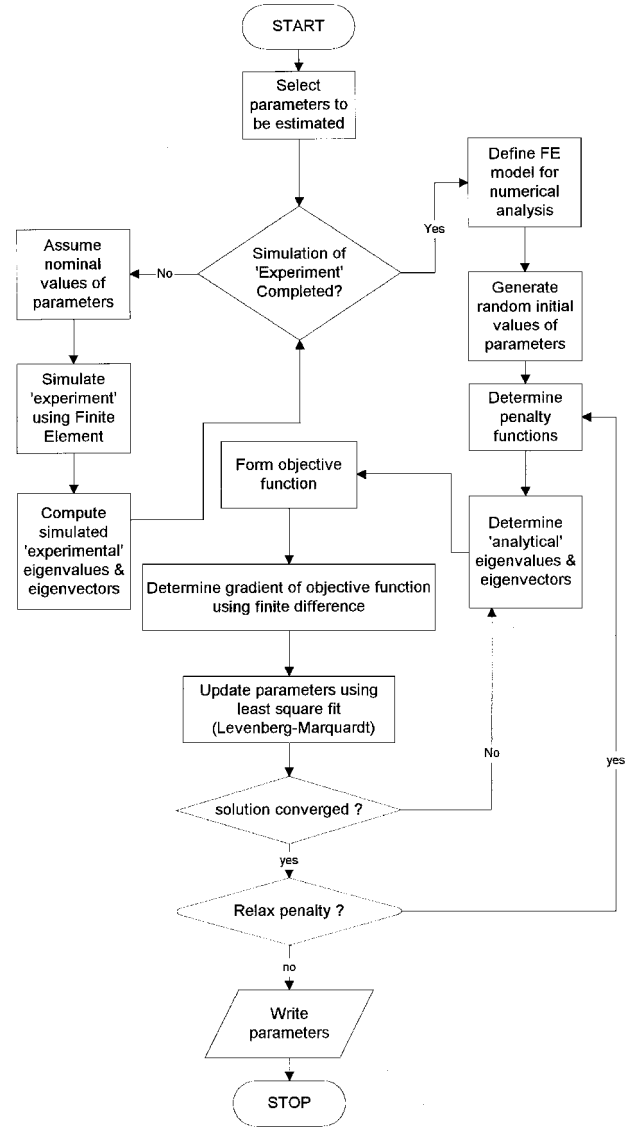 START
Select
parameters to
be estimated
Simulation of
'Experiment'
Completed?
Yes
Define FE
model for
numerical
analysis
Generate
random initial
values of
parameters
Determine
penalty
functions
Determine 'analytical'
eigenvalues &
eigenvectors
No
Assume
nominal
values of
parameters
Simulate
'experiment'
using Finite
Element
Compute
simulated
'experimental'
eigenvalues &
eigenvectors
Form objective
function
Determine gradient of objective function
using finite difference
Update parameters using
least square fit
(Levenberg-Marquardt)
solution converged ?
No
yes
yes
Relax penalty ?
no
Write
parameters
STOP